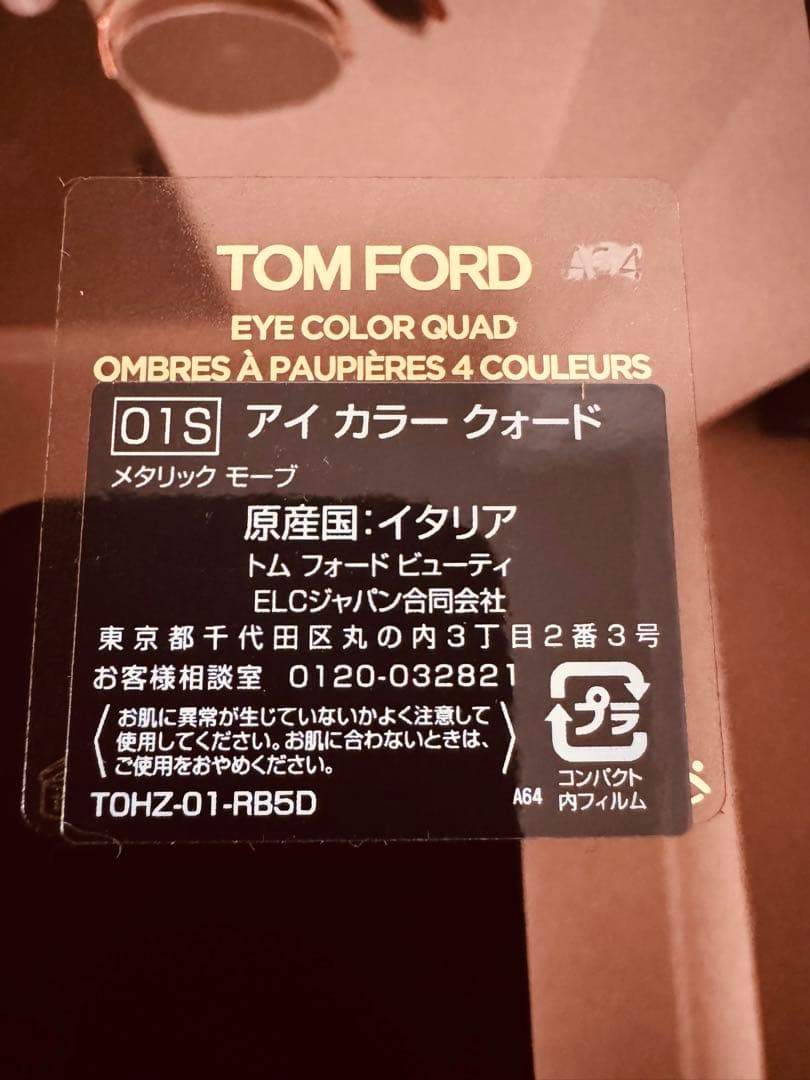 TOM FORD
A64
EYE COLOR QUAD
OMBRES À PAUPIÈRES 4 COULEURS
01S アイ カラー クォード
メタリック モーブ
原産国:イタリア
トム フォード ビューティ
ELCジャパン合同会社
東京都千代田区丸の内3丁目2番3号
お客様相談室 0120-032821
お肌に異常が生じていないかよく注意して
使用してください。お肌に合わないときは、
ご使用をおやめください。
プラ
コンパクト
内フィルム
TOHZ-01-RB5D
A64